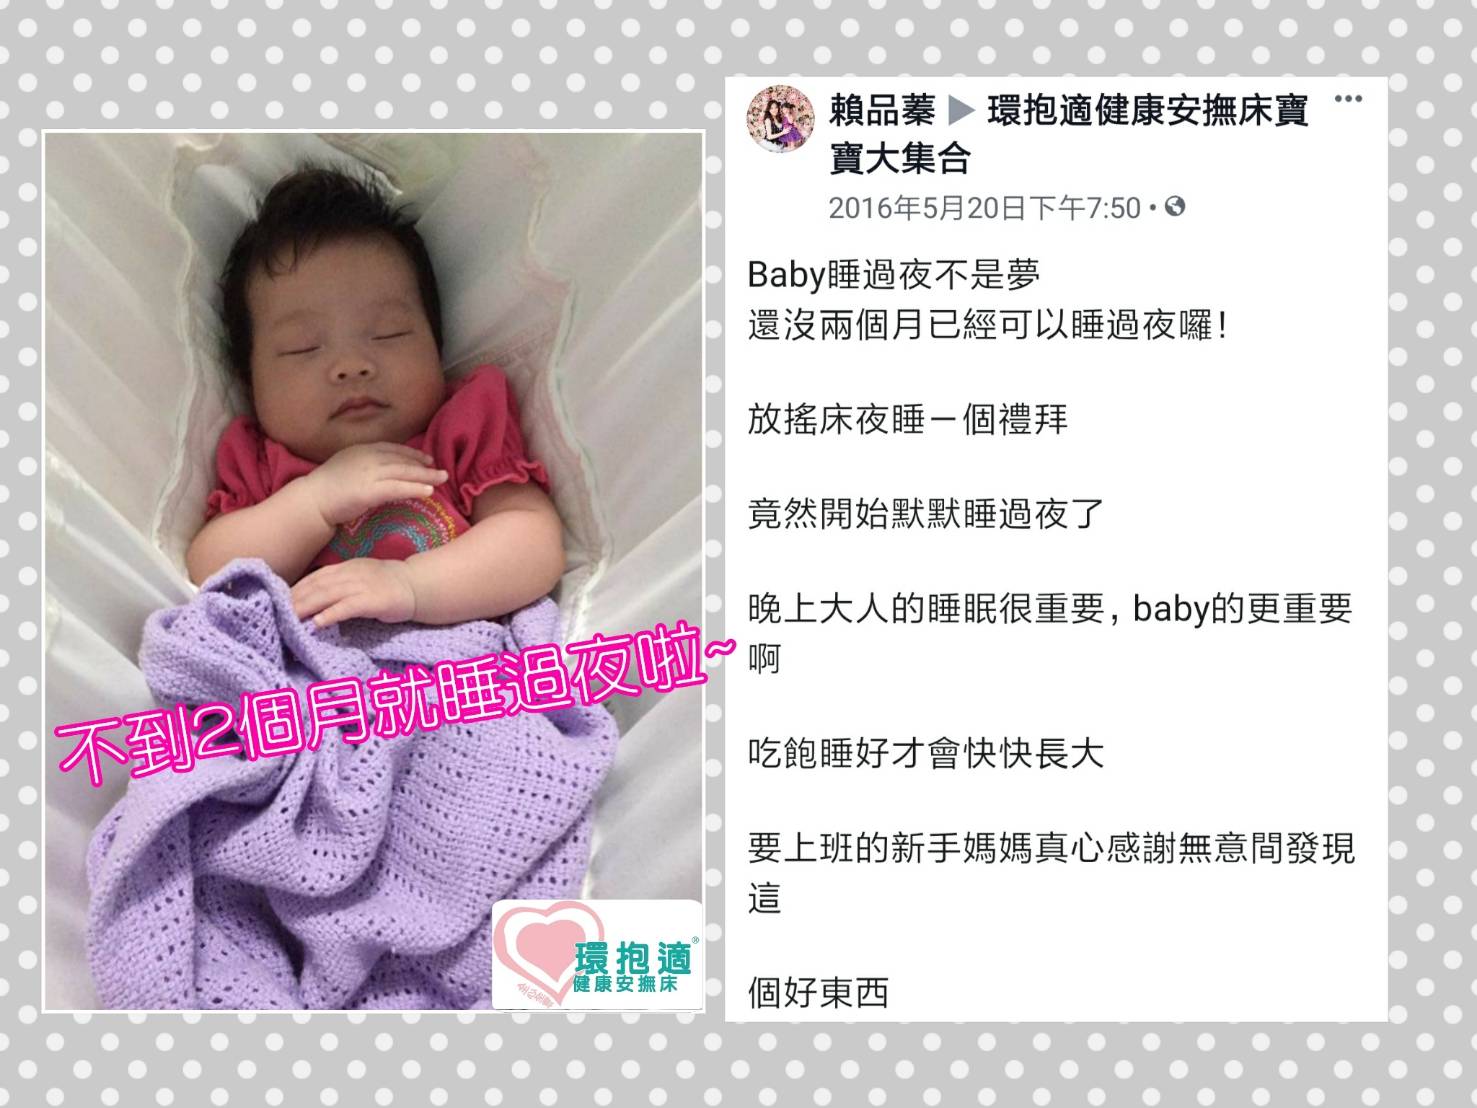 不到2個月就睡過夜啦~
環抱適®
健康安撫床
賴品蓁 ▶ 環抱適健康安撫床寶
寶大集合
2016年5月20日下午7:50
Baby睡過夜不是夢
還沒兩個月已經可以睡過夜囉！
放搖床夜睡一個禮拜
竟然開始默默睡過夜了
晚上大人的睡眠很重要，baby的更重要
啊
吃飽睡好才會快快長大
要上班的新手媽媽真心感謝無意間發現
這
個好東西